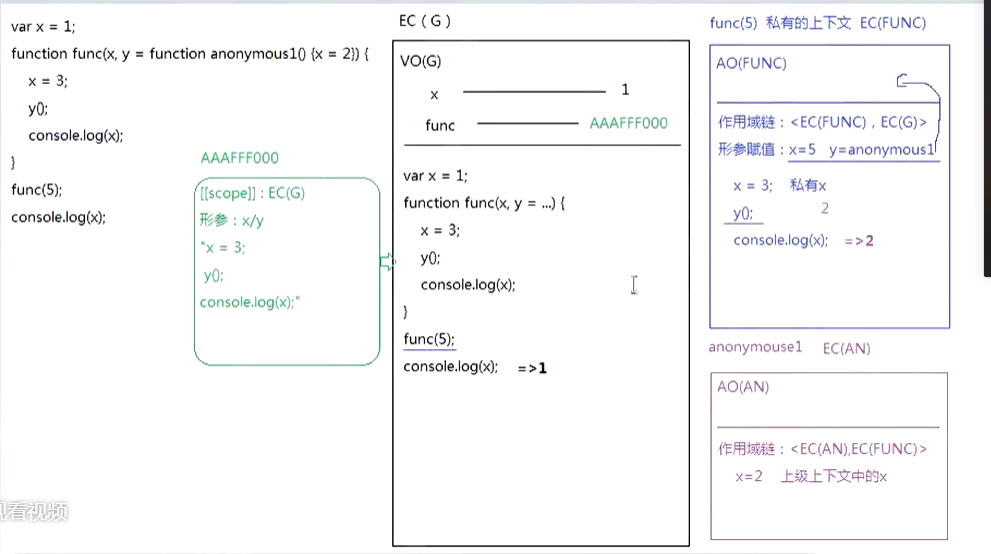 var x = 1;
function func(x, y = function anonymous1() {x = 2}) {
x = 3;
y();
console.log(x);
}
func(5);
console.log(x);
AAAFFF000
[[scope]] : EC(G)
形参 : x/y
"x = 3;
y();
console.log(x);"
EC ( G )
VO(G)
x 1
func AAAFFF000
var x = 1;
function func(x, y = ...) {
x = 3;
y();
console.log(x);
}
func(5);
console.log(x); =>1
func(5) 私有的上下文 EC(FUNC)
AO(FUNC)
作用域链：<EC(FUNC) , EC(G)>
形参赋值：x=5 y=anonymous1
x = 3; 私有x
y(); 2
console.log(x); =>2
anonymouse1 EC(AN)
AO(AN)
作用域链：<EC(AN),EC(FUNC)>
x=2 上级上下文中的x
观看视频